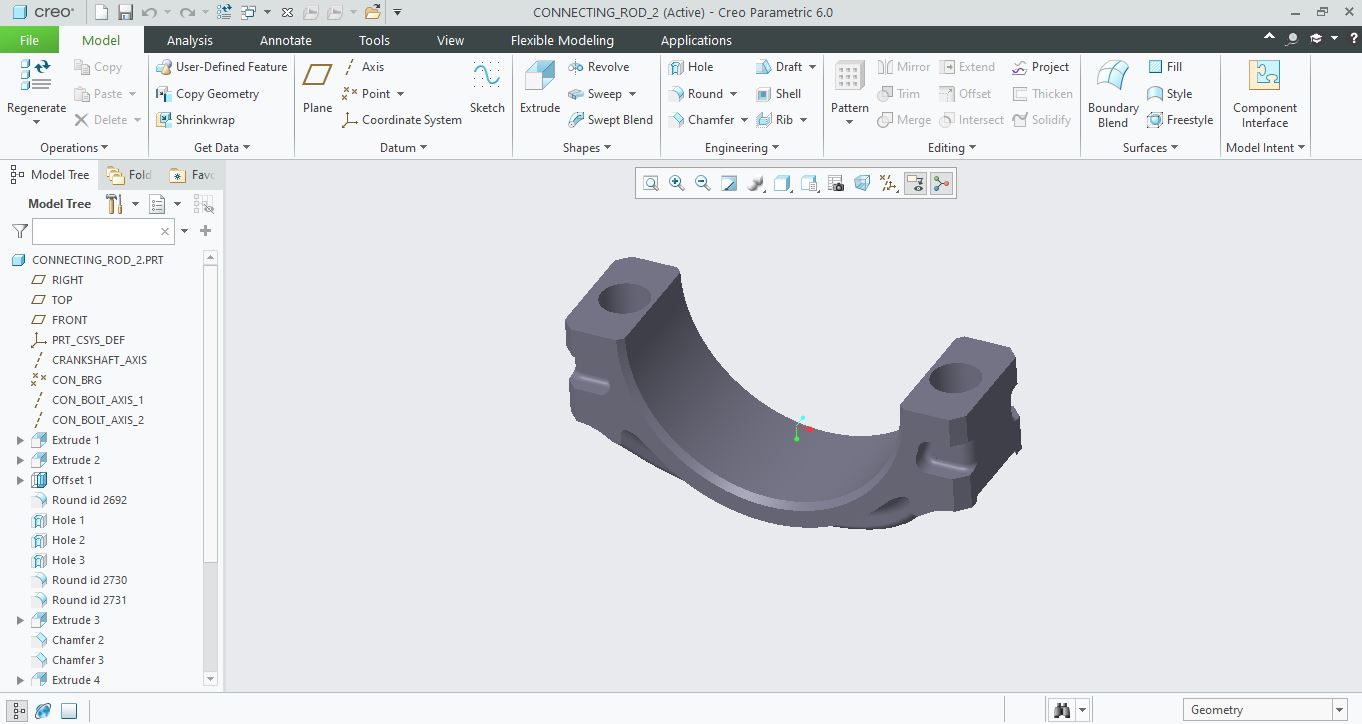 creo° CONNECTING_ROD_2 (Active) - Creo Parametric 6.0
File Model Analysis Annotate Tools View Flexible Modeling Applications ?
Regenerate
Copy
Paste
Delete
Operations
User-Defined Feature
Copy Geometry
Shrinkwrap
Get Data
Plane
Axis
Point
Coordinate System
Sketch
Datum
Extrude
Revolve
Sweep
Swept Blend
Shapes
Hole
Round
Chamfer
Draft
Shell
Rib
Engineering
Pattern
Mirror
Trim
Merge
Extend
Offset
Intersect
Project
Thicken
Solidify
Editing
Boundary
Blend
Fill
Style
Freestyle
Surfaces
Component
Interface
Model Intent
Model Tree Fold Favc
Model Tree
CONNECTING_ROD_2.PRT
RIGHT
TOP
FRONT
PRT_CSYS_DEF
CRANKSHAFT_AXIS
CON_BRG
CON_BOLT_AXIS_1
CON_BOLT_AXIS_2
Extrude 1
Extrude 2
Offset 1
Round id 2692
Hole 1
Hole 2
Hole 3
Round id 2730
Round id 2731
Extrude 3
Chamfer 2
Chamfer 3
Extrude 4
Geometry